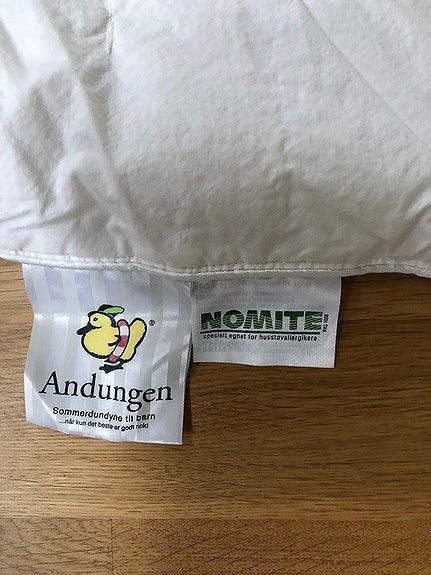 Andungen®
Sommerdundyne til barn
...når kun det beste er godt nok!
NOMITE
spesielt egnet for husstøvallergikere